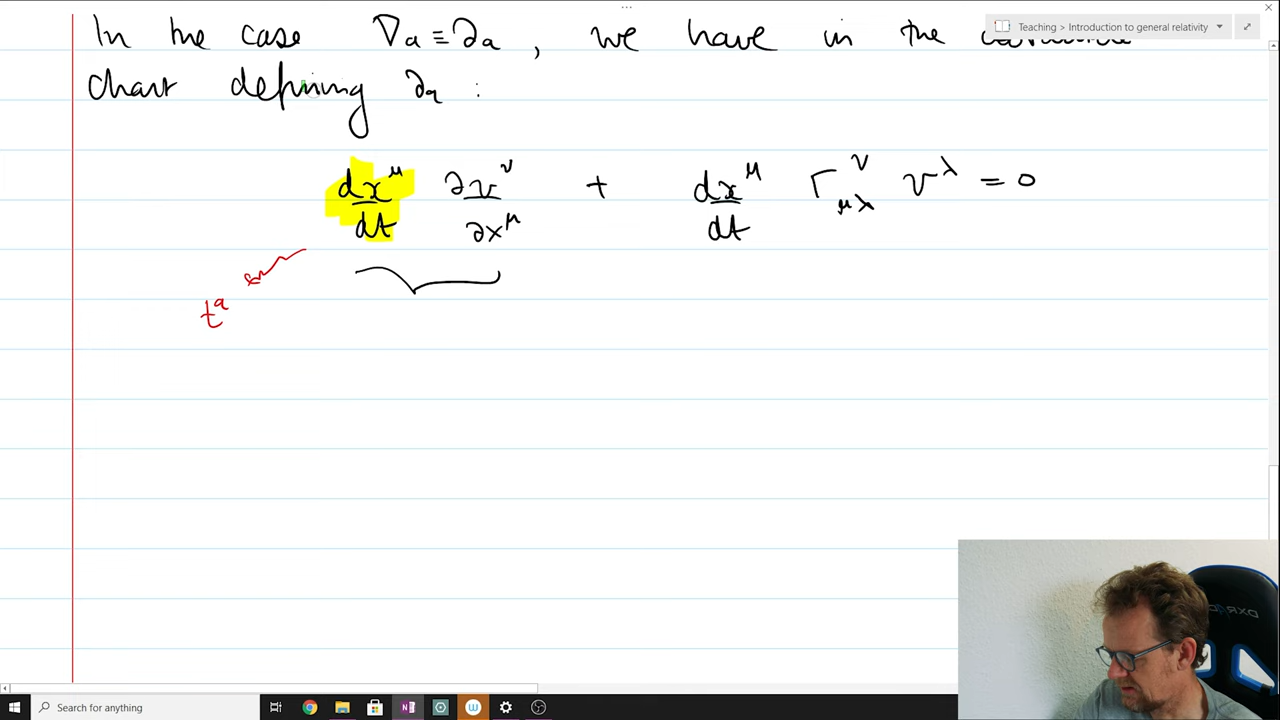 In the case ∇a ≡ ∂a , we have in the
Teaching > Introduction to general relativity
chart defining ∂a :
dx^μ/dt ∂v^ν/∂x^μ + dx^μ/dt Γ^ν_μλ v^λ = 0
t^a
Search for anything